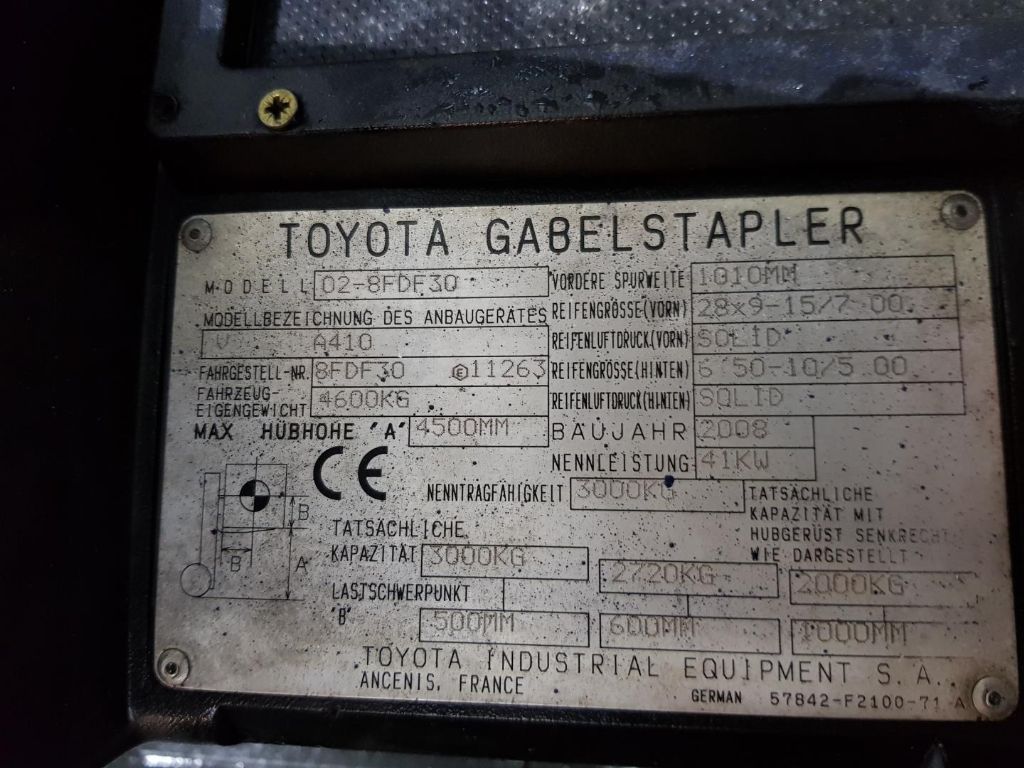 TOYOTA GABELSTAPLER
MODELL 02-8FDF30
VORDERE SPURWEITE 1010MM
MODELLBEZEICHNUNG DES ANBAUGERÄTES
V A410
REIFENGRÖSSE(VORN) 28x9-15/7 00
REIFENLUFTDRUCK(VORN) SOLID
FAHRGESTELL-NR. 8FDF30 E 11263
REIFENGRÖSSE(HINTEN) 6 50-10/5 00
FAHRZEUG-
EIGENGEWICHT 4600KG
REIFENLUFTDRUCK(HINTEN) SOLID
MAX HÜBHOHE "A" 4500MM
BAÜJAHR 2008
NENNLEISTUNG 41KW
CE
NENNTRAGFÄHIGKEIT 3000KG
TATSÄCHLICHE
KAPAZITÄT MIT
HUBGERÜST SENKRECHT
WIE DARGESTELLT
B
B
A
TATSÄCHLICHE
KAPAZITÄT 3000KG 2720KG 2000KG
LASTSCHWERPUNKT
"B" 500MM 600MM 1000MM
TOYOTA INDUSTRIAL EQUIPMENT S. A.
ANCENIS, FRANCE
GERMAN 57842-F2100-71 A